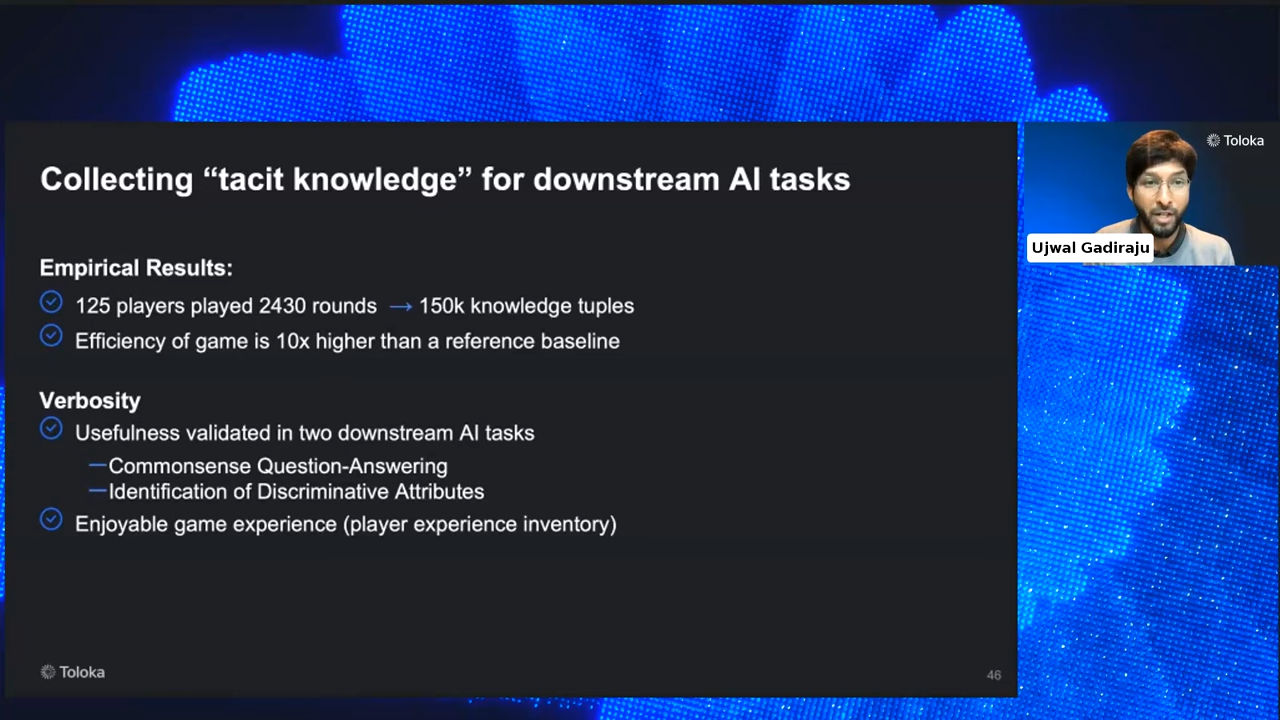 Collecting “tacit knowledge” for downstream AI tasks
Toloka
Ujwal Gadiraju
Empirical Results:
125 players played 2430 rounds → 150k knowledge tuples
Efficiency of game is 10x higher than a reference baseline
Verbosity
Usefulness validated in two downstream AI tasks
—Commonsense Question-Answering
—Identification of Discriminative Attributes
Enjoyable game experience (player experience inventory)
Toloka
46